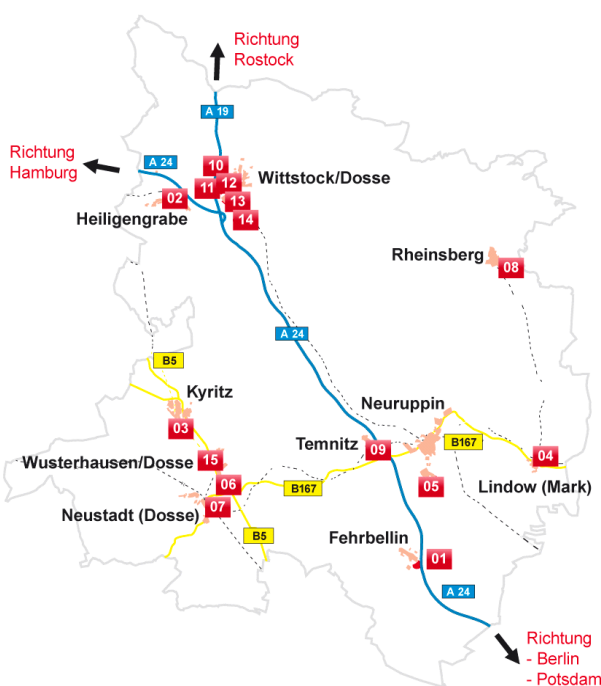 Richtung
Rostock
A 19
Richtung
Hamburg
A 24
10
12
11
02
13
14
Wittstock/Dosse
Heiligengrabe
Rheinsberg
08
A 24
B5
Kyritz
03
Neuruppin
Temnitz
09
B167
04
Wusterhausen/Dosse
15
06
B167
05
Lindow (Mark)
07
Neustadt (Dosse)
B5
Fehrbellin
01
A 24
Richtung
- Berlin
- Potsdam